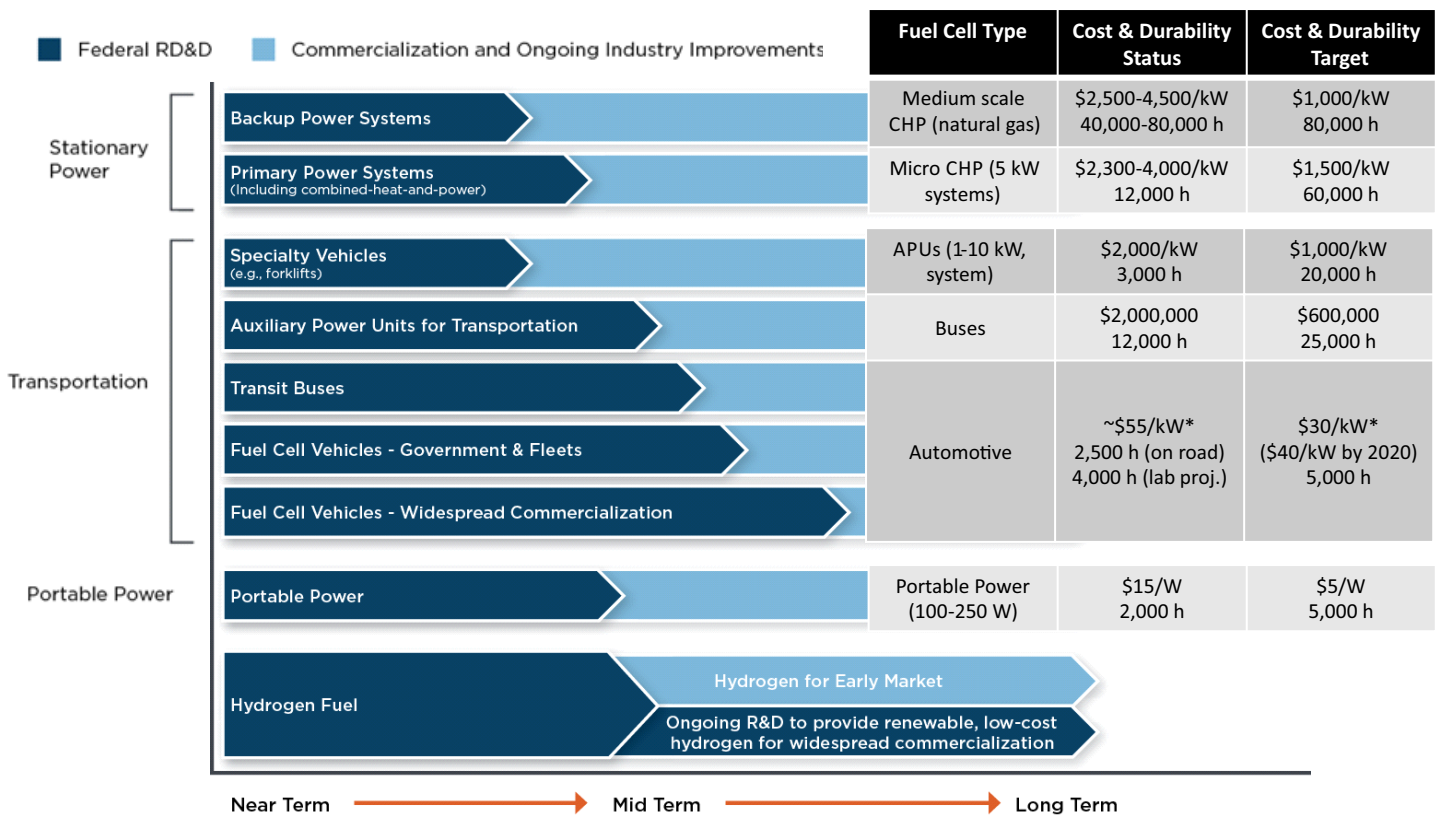 Federal RD&D
Commercialization and Ongoing Industry Improvements
Fuel Cell Type
Cost & Durability
Status
Cost & Durability
Target
Stationary
Power
Backup Power Systems
Medium scale
CHP (natural gas)
$2,500-4,500/kW
40,000-80,000 h
$1,000/kW
80,000 h
Primary Power Systems
(Including combined-heat-and-power)
Micro CHP (5 kW
systems)
$2,300-4,000/kW
12,000 h
$1,500/kW
60,000 h
Transportation
Specialty Vehicles
(e.g., forklifts)
APUs (1-10 kW,
system)
$2,000/kW
3,000 h
$1,000/kW
20,000 h
Auxiliary Power Units for Transportation
Buses
$2,000,000
12,000 h
$600,000
25,000 h
Transit Buses
Fuel Cell Vehicles - Government & Fleets
Fuel Cell Vehicles - Widespread Commercialization
Automotive
~$55/kW*
2,500 h (on road)
4,000 h (lab proj.)
$30/kW*
($40/kW by 2020)
5,000 h
Portable Power
Portable Power
Portable Power
(100-250 W)
$15/W
2,000 h
$5/W
5,000 h
Hydrogen Fuel
Hydrogen for Early Market
Ongoing R&D to provide renewable, low-cost
hydrogen for widespread commercialization
Near Term
Mid Term
Long Term